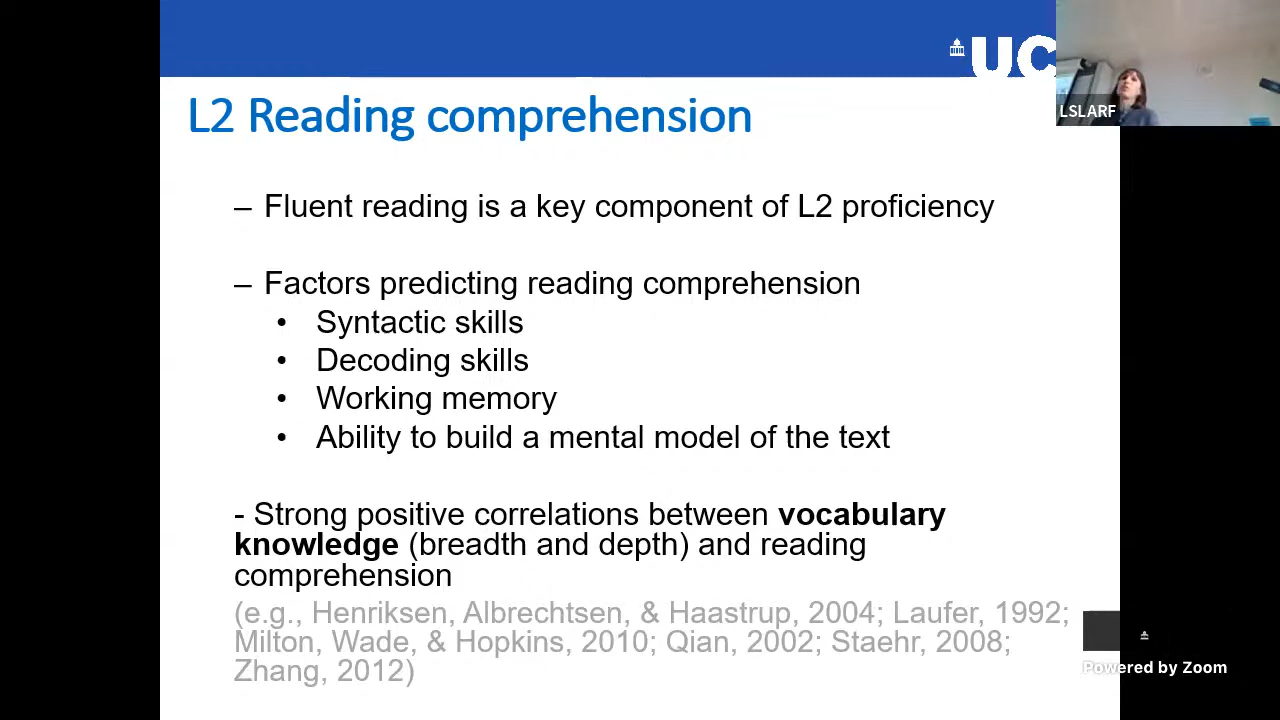 UC
LSLARF
L2 Reading comprehension
– Fluent reading is a key component of L2 proficiency
– Factors predicting reading comprehension
• Syntactic skills
• Decoding skills
• Working memory
• Ability to build a mental model of the text
- Strong positive correlations between vocabulary
knowledge (breadth and depth) and reading
comprehension
(e.g., Henriksen, Albrechtsen, & Haastrup, 2004; Laufer, 1992;
Milton, Wade, & Hopkins, 2010; Qian, 2002; Staehr, 2008;
Zhang, 2012)
Powered by Zoom